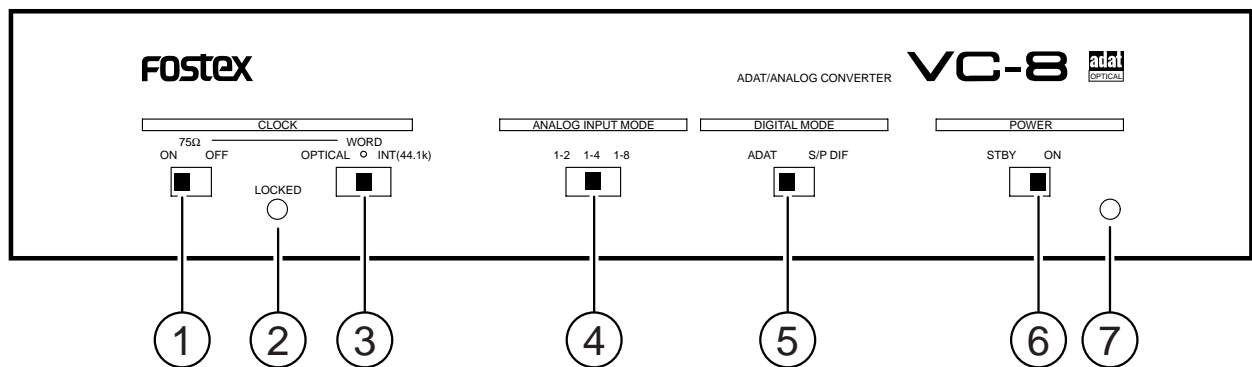 FOSTEX
ADAT/ANALOG CONVERTER VC-8 adat OPTICAL
CLOCK
75Ω WORD
ON OFF
OPTICAL INT(44.1k)
LOCKED
ANALOG INPUT MODE
1-2 1-4 1-8
DIGITAL MODE
ADAT S/P DIF
POWER
STBY ON
1 2 3 4 5 6 7